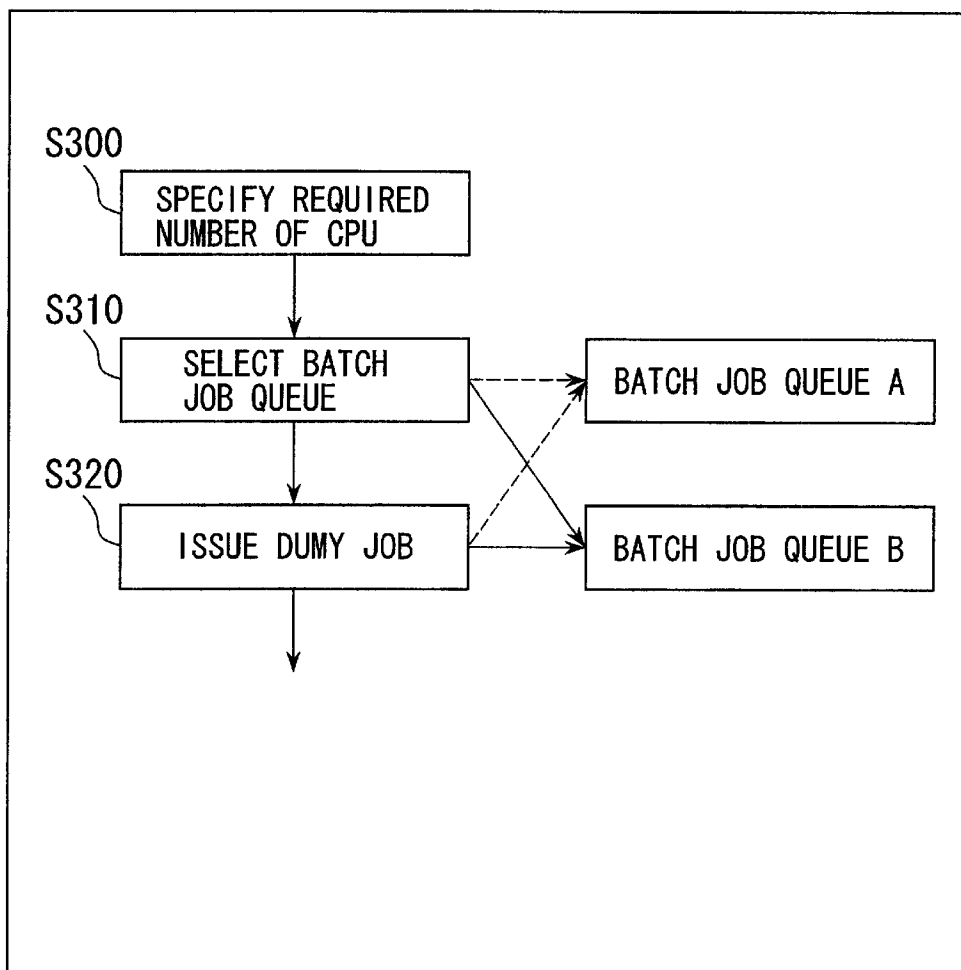 S300
SPECIFY REQUIRED
NUMBER OF CPU
S310
SELECT BATCH
JOB QUEUE
BATCH JOB QUEUE A
S320
ISSUE DUMY JOB
BATCH JOB QUEUE B